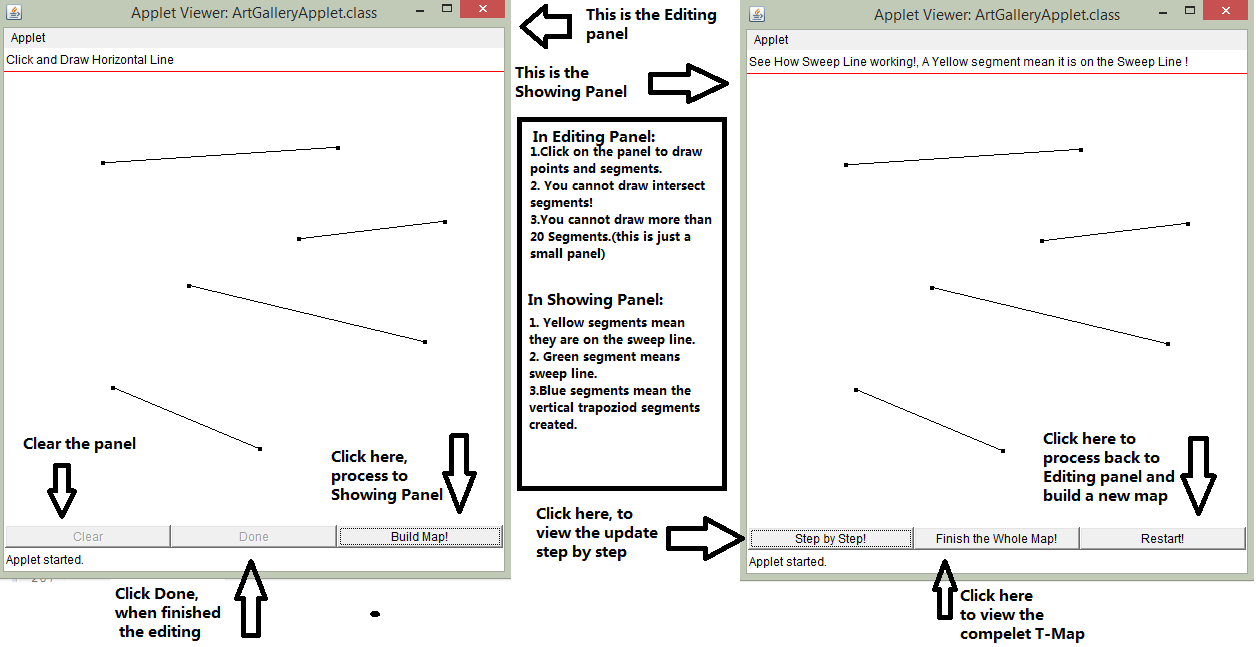 Applet Viewer: ArtGalleryApplet.class
Applet
Click and Draw Horizontal Line
Clear the panel
Click here,
process to
Showing Panel
Clear
Done
Build Map!
Applet started.
Click Done,
when finished
the editing
This is the Editing
panel
This is the
Showing Panel
In Editing Panel:
1.Click on the panel to draw
points and segments.
2. You cannot draw intersect
segments!
3.You cannot draw more than
20 Segments.(this is just a
small panel)
In Showing Panel:
1. Yellow segments mean
they are on the sweep line.
2. Green segment means
sweep line.
3.Blue segments mean the
vertical trapoziod segments
created.
Click here, to
view the update
step by step
Applet Viewer: ArtGalleryApplet.class
Applet
See How Sweep Line working!, A Yellow segment mean it is on the Sweep Line !
Click here to
process back to
Editing panel and
build a new map
Step by Step!
Finish the Whole Map!
Restart!
Applet started.
Click here
to view the
compelet T-Map